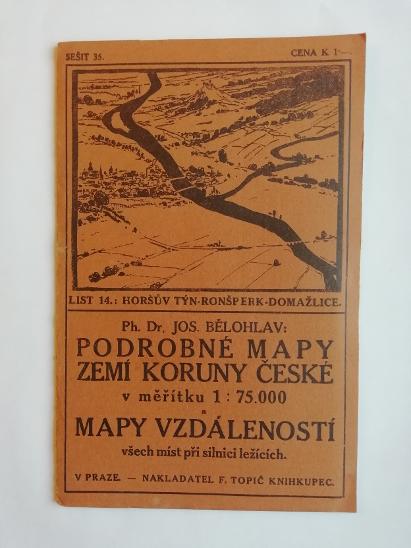 SEŠIT 35.
CENA K 1·—.
LIST 14.: HORŠŮV TÝN-RONŠPERK-DOMAŽLICE.
Ph. Dr. JOS. BĚLOHLAV:
PODROBNÉ MAPY
ZEMÍ KORUNY ČESKÉ
v měřítku 1 : 75.000
a
MAPY VZDÁLENOSTÍ
všech míst při silnici ležících.
V PRAZE. — NAKLADATEL F. TOPIČ KNIHKUPEC.